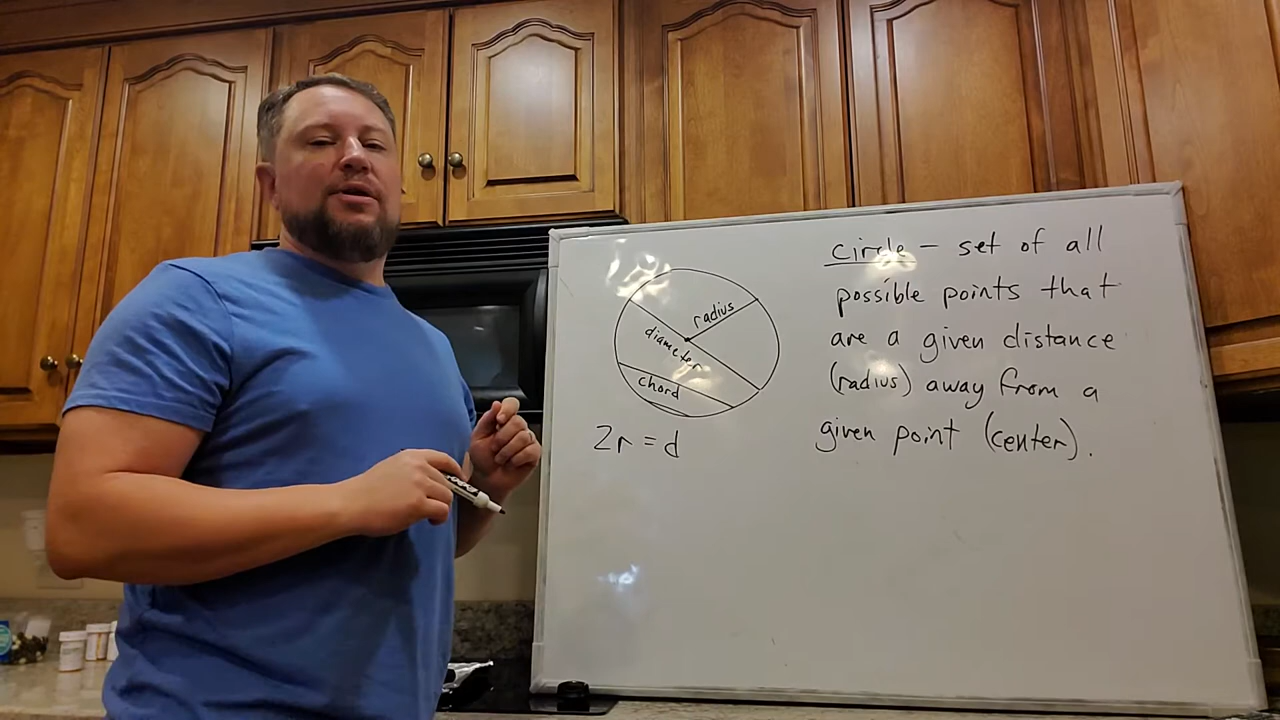 radius
diameter
chord
2r = d
circle – set of all
possible points that
are a given distance
(radius) away from a
given point (center).